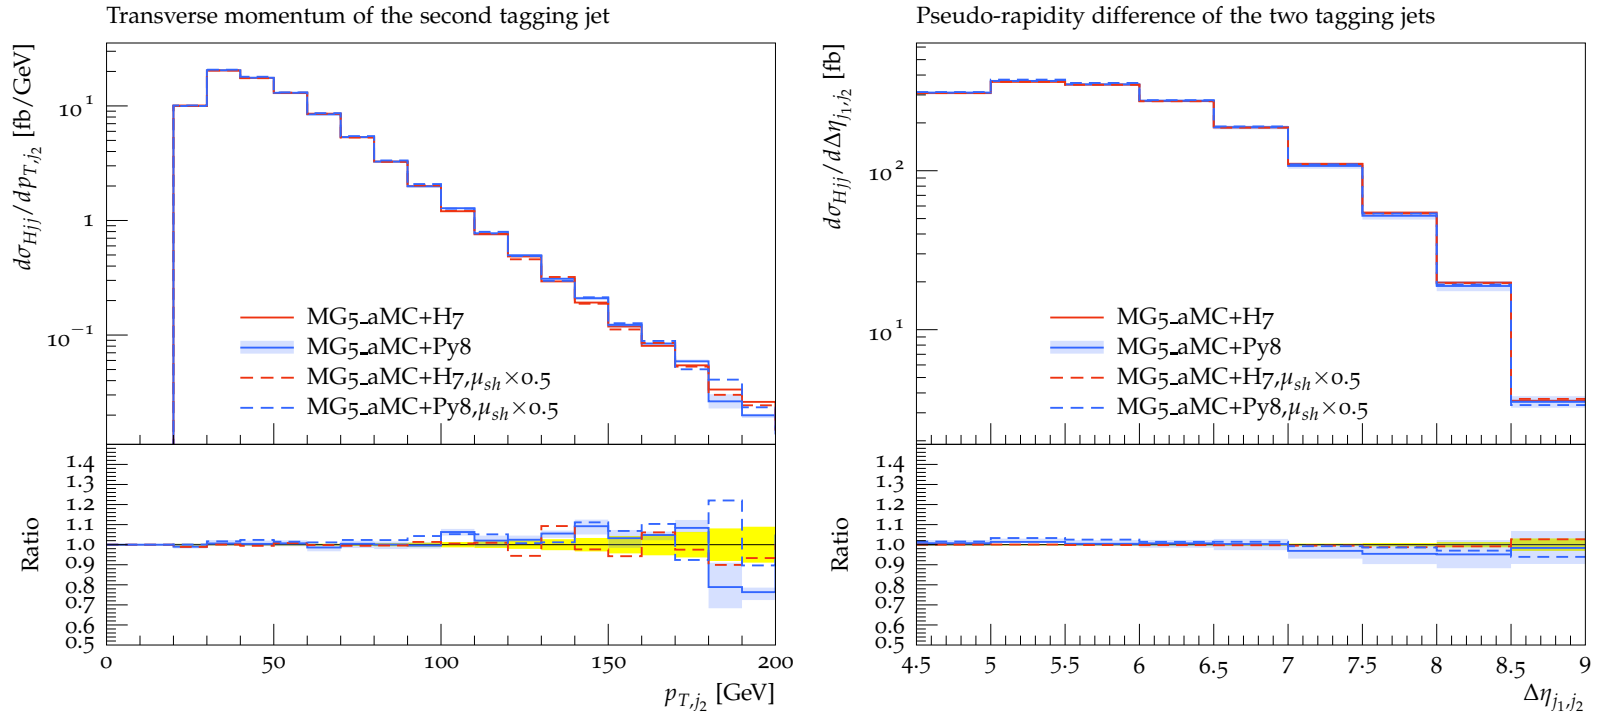 Transverse momentum of the second tagging jet
dσ_{Hjj}/dp_{T,j_2} [fb/GeV]
10^1
1
10^{−1}
MG5_aMC+H7
MG5_aMC+Py8
MG5_aMC+H7,μ_{sh}×0.5
MG5_aMC+Py8,μ_{sh}×0.5
Ratio
1.4
1.3
1.2
1.1
1.0
0.9
0.8
0.7
0.6
0.5
0 50 100 150 200
p_{T,j_2} [GeV]
Pseudo-rapidity difference of the two tagging jets
dσ_{Hjj}/dΔη_{j_1,j_2} [fb]
10^2
10^1
MG5_aMC+H7
MG5_aMC+Py8
MG5_aMC+H7,μ_{sh}×0.5
MG5_aMC+Py8,μ_{sh}×0.5
Ratio
1.4
1.3
1.2
1.1
1.0
0.9
0.8
0.7
0.6
0.5
4.5 5 5.5 6 6.5 7 7.5 8 8.5 9
Δη_{j_1,j_2}